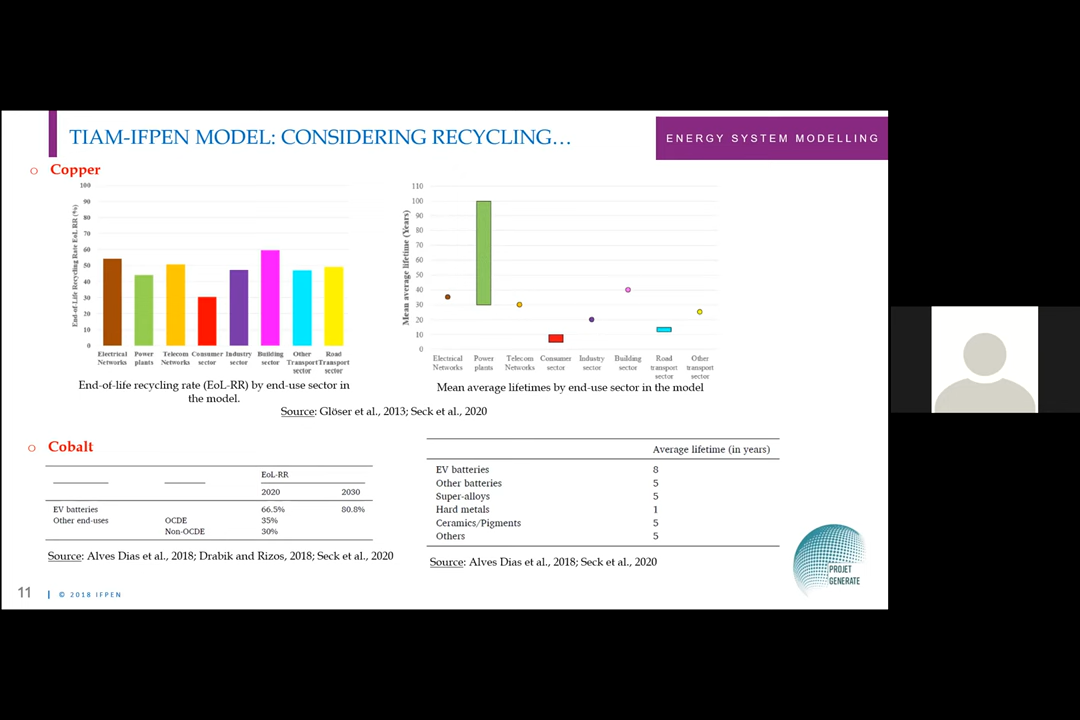 TIAM-IFPEN MODEL: CONSIDERING RECYCLING…
ENERGY SYSTEM MODELLING
o Copper
End-of-Life Recycling Rate EoL RR (%)
100
90
80
70
60
50
40
30
20
10
0
Electrical Power Telecom Consumer Industry Building Other Road
Networks plants Networks sector sector sector Transport Transport
sector sector
End-of-life recycling rate (EoL-RR) by end-use sector in
the model.
Mean average lifetime (Years)
110
100
90
80
70
60
50
40
30
20
10
0
Electrical Power Telecom Consumer Industry Building Road Other
Networks plants Networks sector sector sector transport transport
sector sector
Mean average lifetimes by end-use sector in the model
Source: Glöser et al., 2013; Seck et al., 2020
o Cobalt
EoL-RR
2020 2030
EV batteries 66.5% 80.8%
Other end-uses OCDE 35%
Non-OCDE 30%
Source: Alves Dias et al., 2018; Drabik and Rizos, 2018; Seck et al., 2020
Average lifetime (in years)
EV batteries 8
Other batteries 5
Super-alloys 5
Hard metals 1
Ceramics/Pigments 5
Others 5
Source: Alves Dias et al., 2018; Seck et al., 2020
PROJET
GENERATE
11 | © 2018 IFPEN